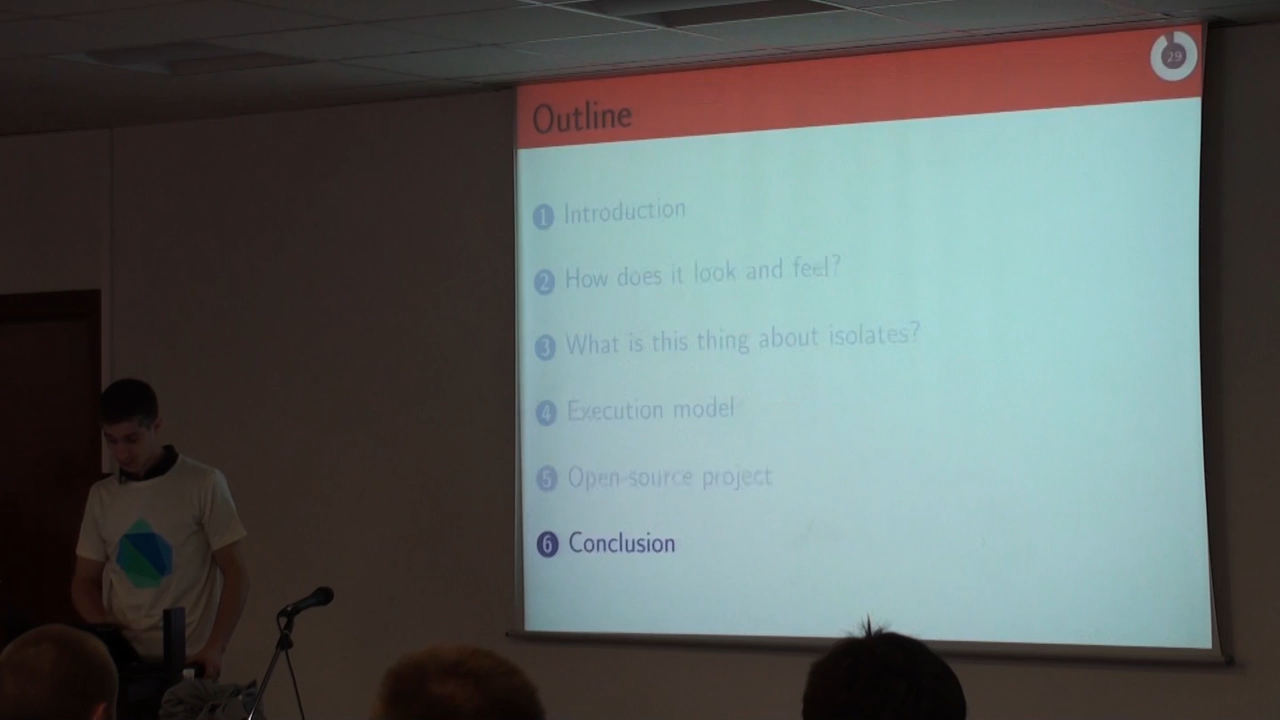 29
Outline
1 Introduction
2 How does it look and feel?
3 What is this thing about isolates?
4 Execution model
5 Open-source project
6 Conclusion